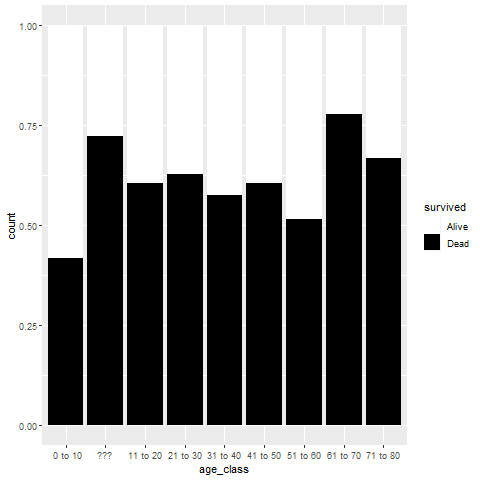 1.00
0.75
0.50
0.25
0.00
count
0 to 10 ??? 11 to 20 21 to 30 31 to 40 41 to 50 51 to 60 61 to 70 71 to 80
age_class
survived
Alive
Dead